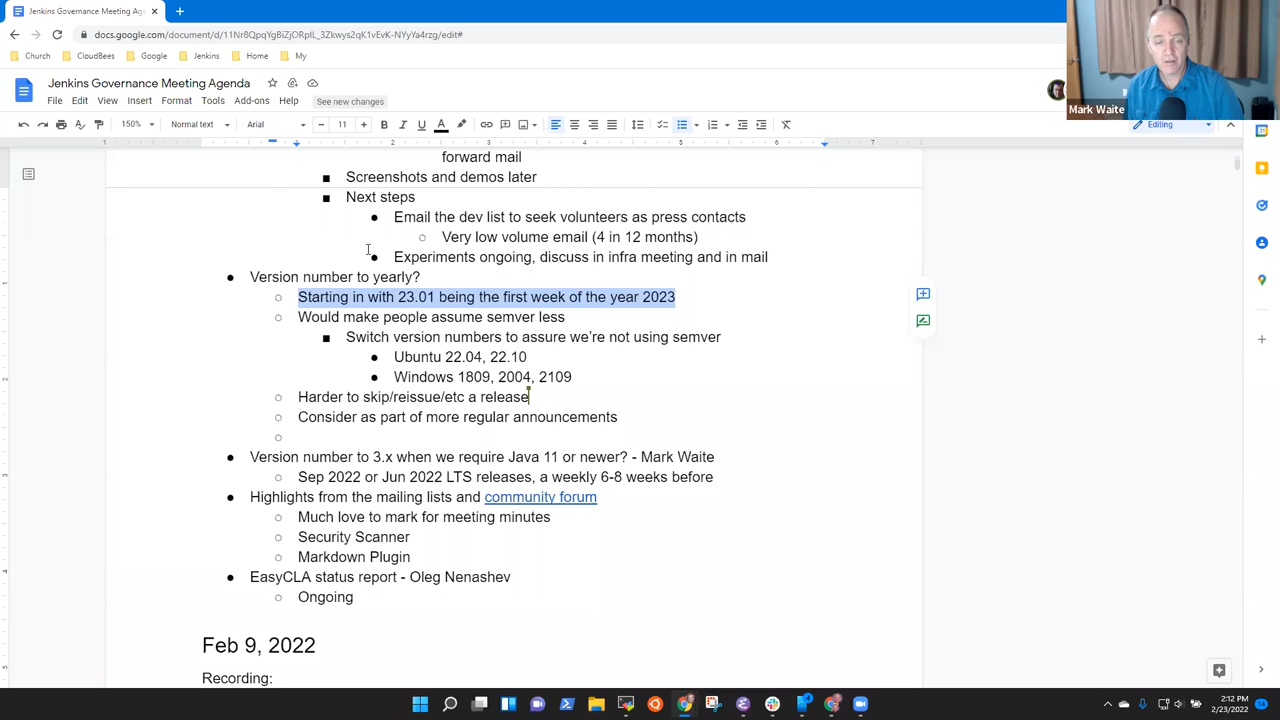 Jenkins Governance Meeting Ag
docs.google.com/document/d/11Nr8QpqYgBiZjORpIL_3Zkwys2qK1vEvK-NYyYa4rzg/edit#
Church
CloudBees
Google
Jenkins
Home
My
Jenkins Governance Meeting Agenda
File Edit View Insert Format Tools Add-ons Help See new changes
150% Normal text Arial 11 Editing
Mark Waite
1 2 3 4 5 6 7
forward mail
Screenshots and demos later
Next steps
Email the dev list to seek volunteers as press contacts
Very low volume email (4 in 12 months)
Experiments ongoing, discuss in infra meeting and in mail
Version number to yearly?
Starting in with 23.01 being the first week of the year 2023
Would make people assume semver less
Switch version numbers to assure we’re not using semver
Ubuntu 22.04, 22.10
Windows 1809, 2004, 2109
Harder to skip/reissue/etc a release
Consider as part of more regular announcements
Version number to 3.x when we require Java 11 or newer? - Mark Waite
Sep 2022 or Jun 2022 LTS releases, a weekly 6-8 weeks before
Highlights from the mailing lists and community forum
Much love to mark for meeting minutes
Security Scanner
Markdown Plugin
EasyCLA status report - Oleg Nenashev
Ongoing
Feb 9, 2022
Recording:
2:12 PM
2/23/2022